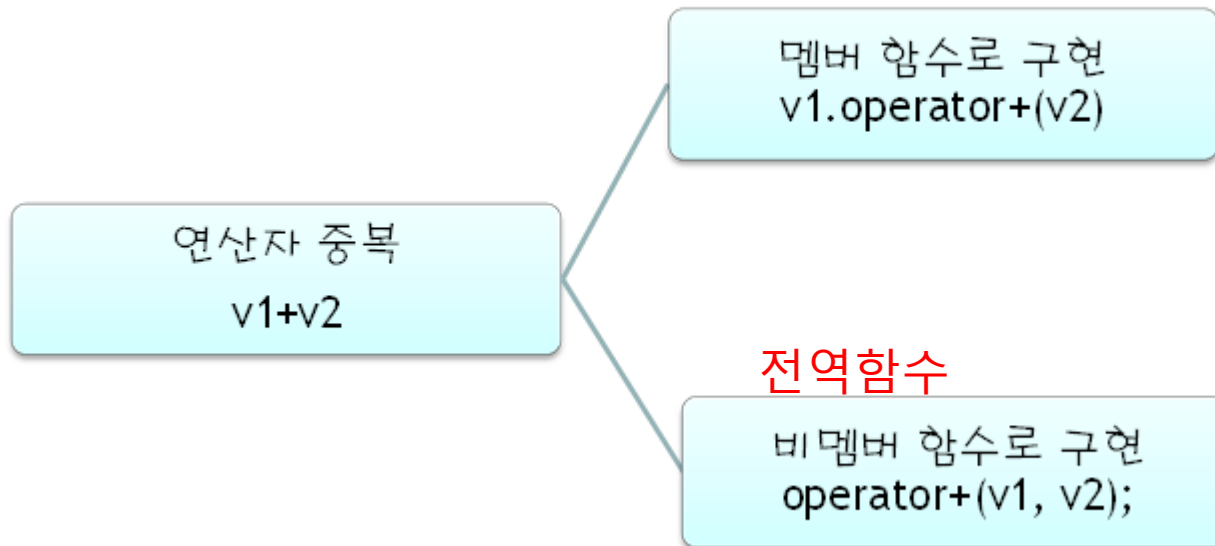 멤버 함수로 구현
v1.operator+(v2)
연산자 중복
v1+v2
전역함수
비멤버 함수로 구현
operator+(v1, v2);